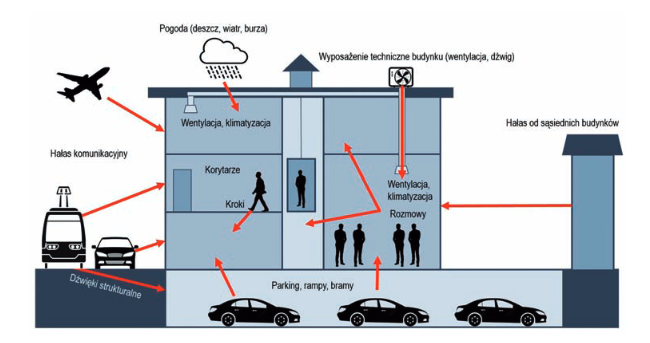 Pogoda (deszcz, wiatr, burza)
Wyposażenie techniczne budynku (wentylacja, dźwig)
Wentylacja, klimatyzacja
Hałas od sąsiednich budynków
Hałas komunikacyjny
Korytarze
Kroki
Wentylacja,
klimatyzacja
Rozmowy
Dźwięki strukturalne
Parking, rampy, bramy